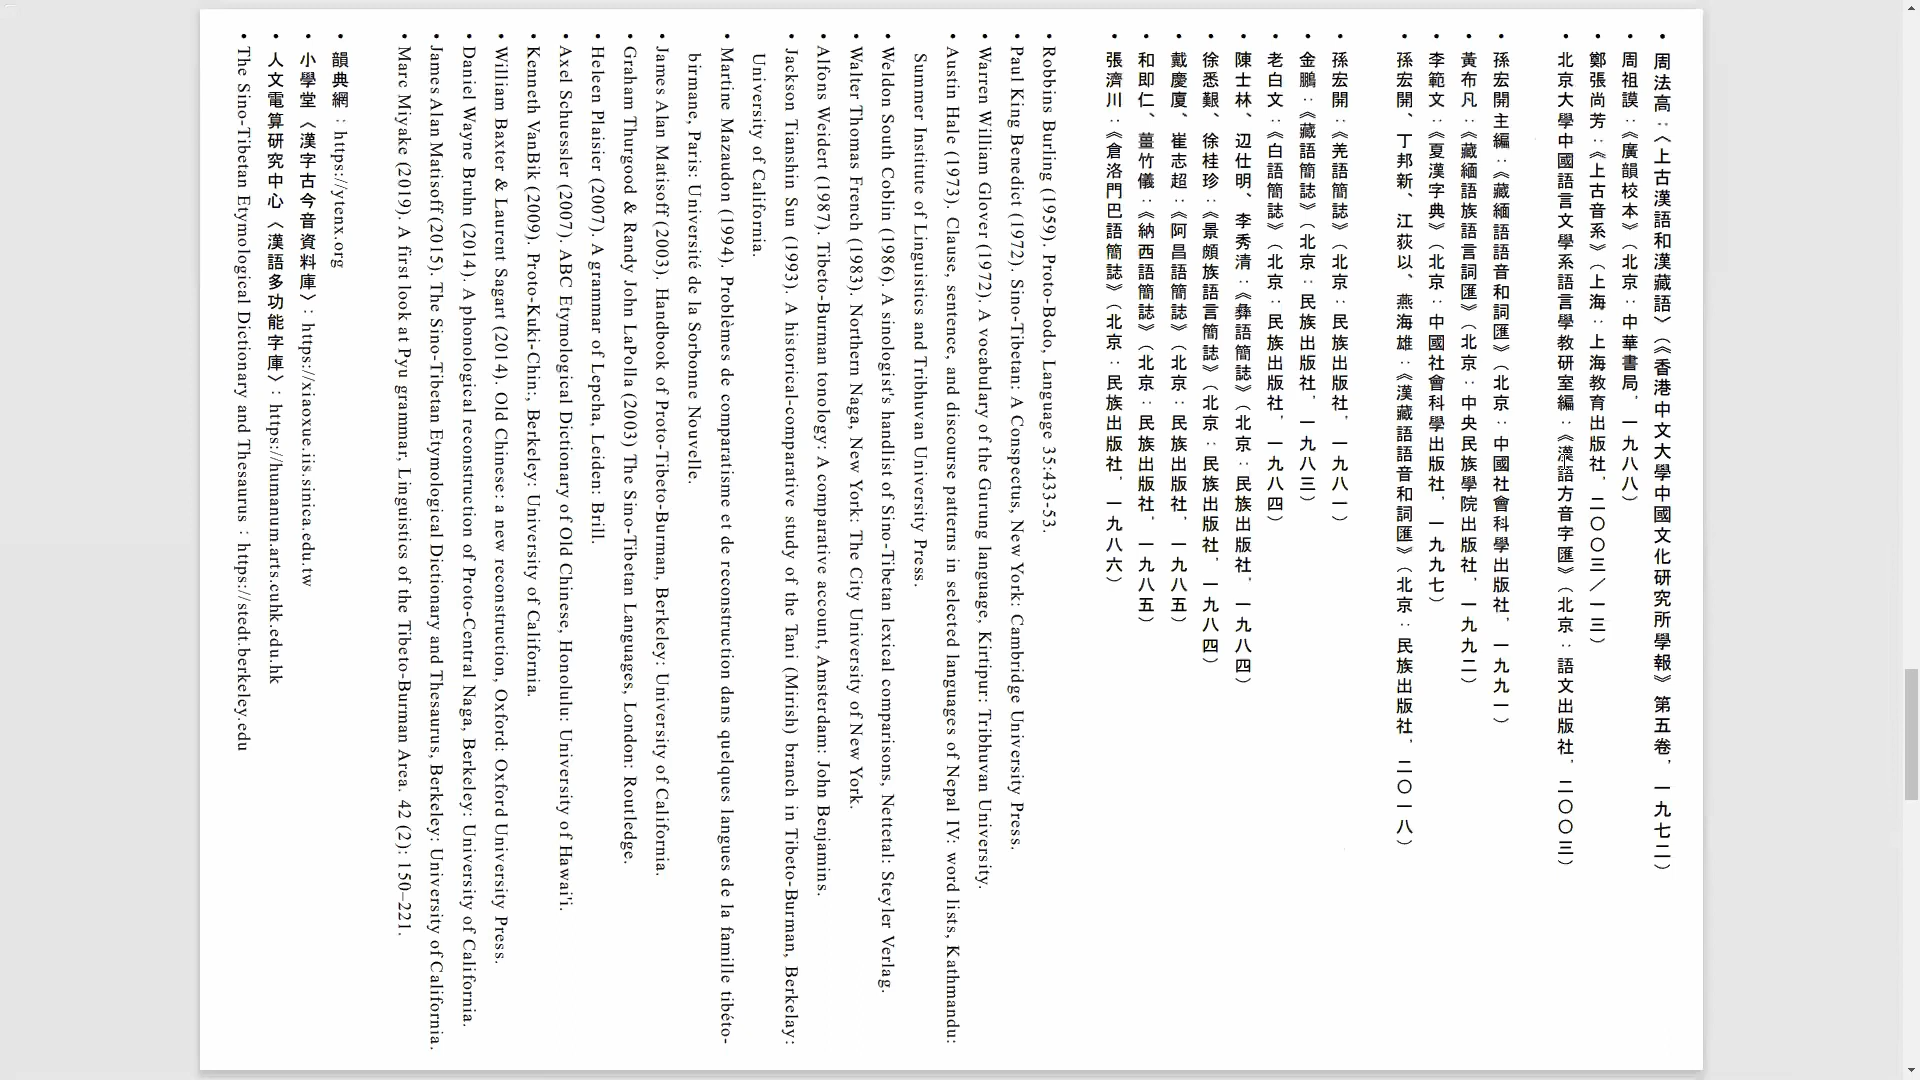 • 周法高：〈上古漢語和漢藏語〉（《香港中文大學中國文化研究所學報》第五卷，一九七二）
• 周祖謨：《廣韻校本》（北京：中華書局，一九八八）
• 鄭張尚芳：《上古音系》（上海：上海教育出版社，二〇〇三／一三）
• 北京大學中國語言文學系語言學教研室編：《漢語方音字匯》（北京：語文出版社，二〇〇三）
• 孫宏開主編：《藏緬語語音和詞匯》（北京：中國社會科學出版社，一九九一）
• 黃布凡：《藏緬語族語言詞匯》（北京：中央民族學院出版社，一九九二）
• 李範文：《夏漢字典》（北京：中國社會科學出版社，一九九七）
• 孫宏開、丁邦新、江荻以、燕海雄：《漢藏語語音和詞匯》（北京：民族出版社，二〇一八）
• 孫宏開：《羌語簡誌》（北京：民族出版社，一九八一）
• 金鵬：《藏語簡誌》（北京：民族出版社，一九八三）
• 老白文：《白語簡誌》（北京：民族出版社，一九八四）
• 陳士林、辺仕明、李秀清：《彝語簡誌》（北京：民族出版社，一九八四）
• 徐悉艱、徐桂珍：《景頗族語言簡誌》（北京：民族出版社，一九八四）
• 戴慶廈、崔志超：《阿昌語簡誌》（北京：民族出版社，一九八五）
• 和即仁、薑竹儀：《納西語簡誌》（北京：民族出版社，一九八五）
• 張濟川：《倉洛門巴語簡誌》（北京：民族出版社，一九八六）
• Robbins Burling (1959). Proto-Bodo, Language 35:433-53.
• Paul King Benedict (1972). Sino-Tibetan: A Conspectus, New York: Cambridge University Press.
• Warren William Glover (1972). A vocabulary of the Gurung language, Kirtipur: Tribhuvan University.
• Austin Hale (1973). Clause, sentence, and discourse patterns in selected languages of Nepal IV: word lists, Kathmandu:
Summer Institute of Linguistics and Tribhuvan University Press.
• Weldon South Coblin (1986). A sinologist's handlist of Sino-Tibetan lexical comparisons, Nettetal: Steyler Verlag.
• Walter Thomas French (1983). Northern Naga, New York: The City University of New York.
• Alfons Weidert (1987). Tibeto-Burman tonology: A comparative account, Amsterdam: John Benjamins.
• Jackson Tianshin Sun (1993). A historical-comparative study of the Tani (Mirish) branch in Tibeto-Burman, Berkelay:
University of California.
• Martine Mazaudon (1994). Problèmes de comparatisme et de reconstruction dans quelques langues de la famille tibéto-
birmane, Paris: Université de la Sorbonne Nouvelle.
• James Alan Matisoff (2003). Handbook of Proto-Tibeto-Burman, Berkeley: University of California.
• Graham Thurgood & Randy John LaPolla (2003) The Sino-Tibetan Languages, London: Routledge.
• Helen Plaisier (2007). A grammar of Lepcha, Leiden: Brill.
• Axel Schuessler (2007). ABC Etymological Dictionary of Old Chinese, Honolulu: University of Hawai'i.
• Kenneth VanBik (2009). Proto-Kuki-Chin:, Berkeley: University of California.
• William Baxter & Laurent Sagart (2014). Old Chinese: a new reconstruction, Oxford: Oxford University Press.
• Daniel Wayne Bruhn (2014). A phonological reconstruction of Proto-Central Naga, Berkeley: University of California.
• James Alan Matisoff (2015). The Sino-Tibetan Etymological Dictionary and Thesaurus, Berkeley: University of California.
• Marc Miyake (2019). A first look at Pyu grammar, Linguistics of the Tibeto-Burman Area. 42 (2): 150–221.
• 韻典網：https://ytenx.org
• 小學堂〈漢字古今音資料庫〉：https://xiaoxue.iis.sinica.edu.tw
• 人文電算研究中心〈漢語多功能字庫〉：https://humanum.arts.cuhk.edu.hk
• The Sino-Tibetan Etymological Dictionary and Thesaurus：https://stedt.berkeley.edu